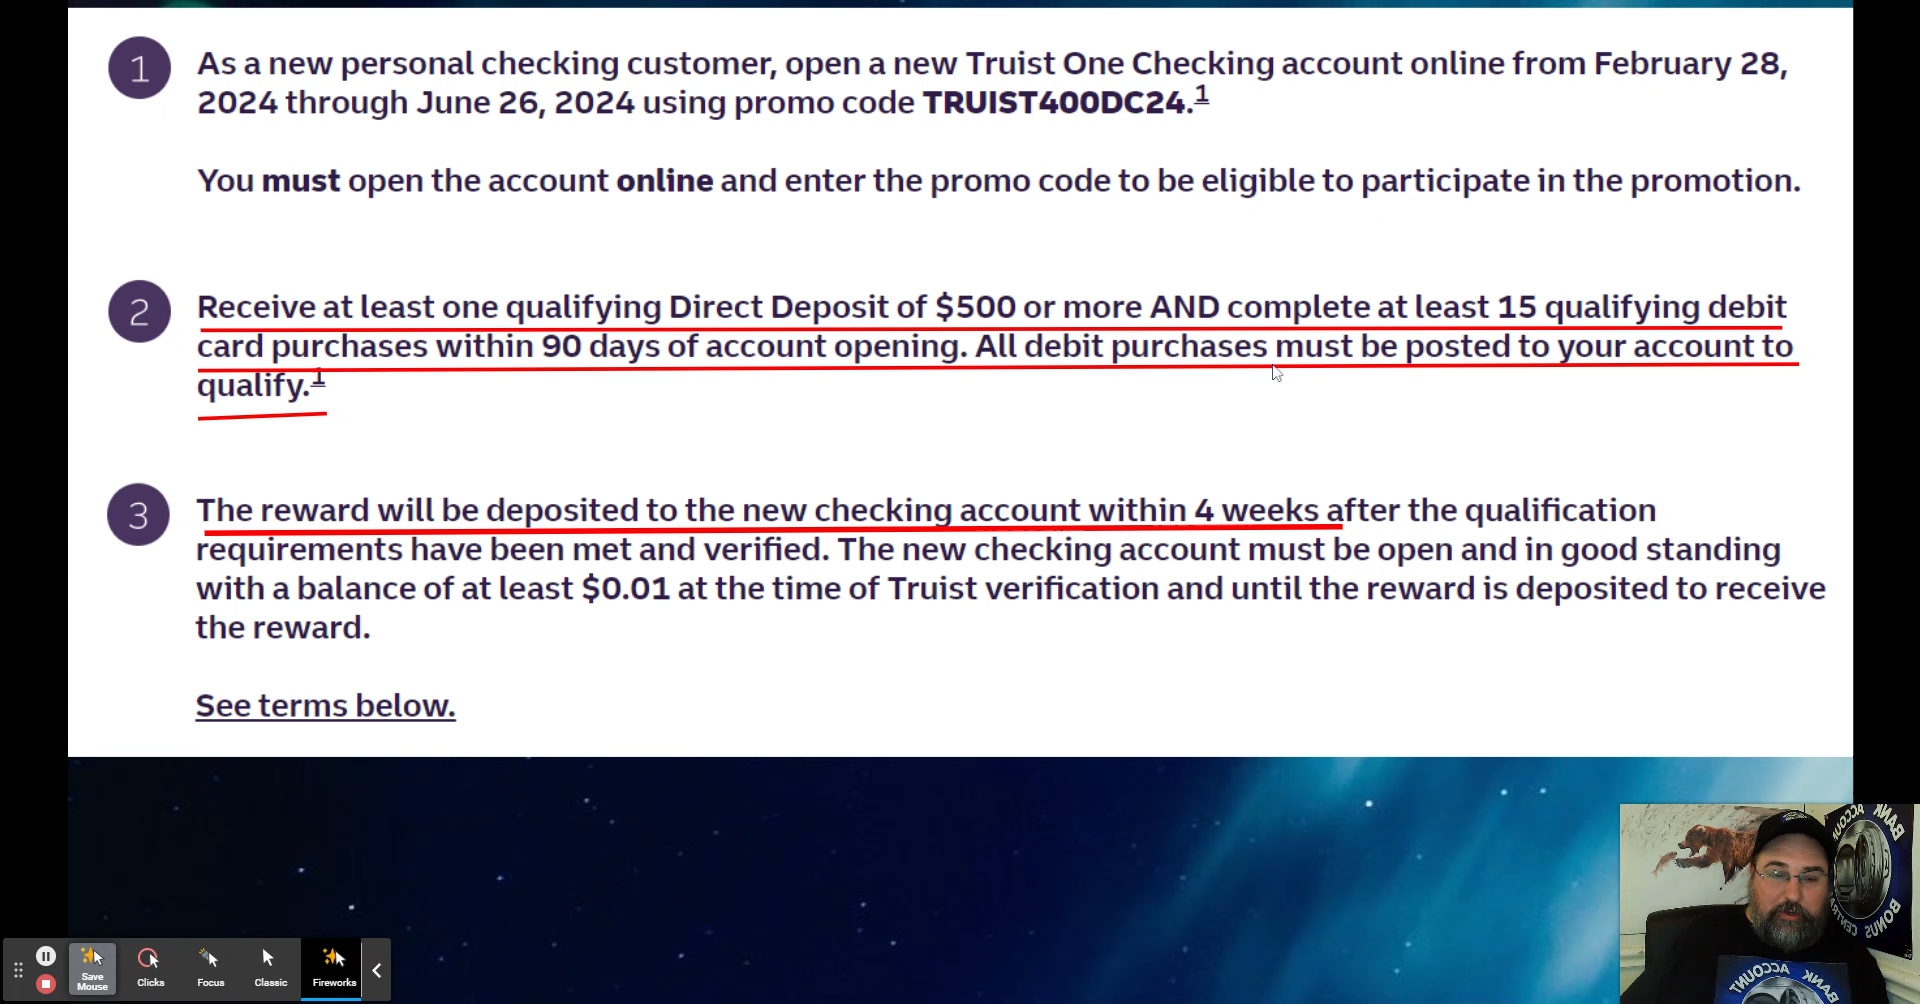 1
As a new personal checking customer, open a new Truist One Checking account online from February 28,
2024 through June 26, 2024 using promo code TRUIST400DC24.1
You must open the account online and enter the promo code to be eligible to participate in the promotion.
2
Receive at least one qualifying Direct Deposit of $500 or more AND complete at least 15 qualifying debit
card purchases within 90 days of account opening. All debit purchases must be posted to your account to
qualify.1
3
The reward will be deposited to the new checking account within 4 weeks after the qualification
requirements have been met and verified. The new checking account must be open and in good standing
with a balance of at least $0.01 at the time of Truist verification and until the reward is deposited to receive
the reward.
See terms below.
BANK ACCOU
BONUS CENTRA
BANK ACCOU
Save
Mouse
Clicks
Focus
Classic
Fireworks